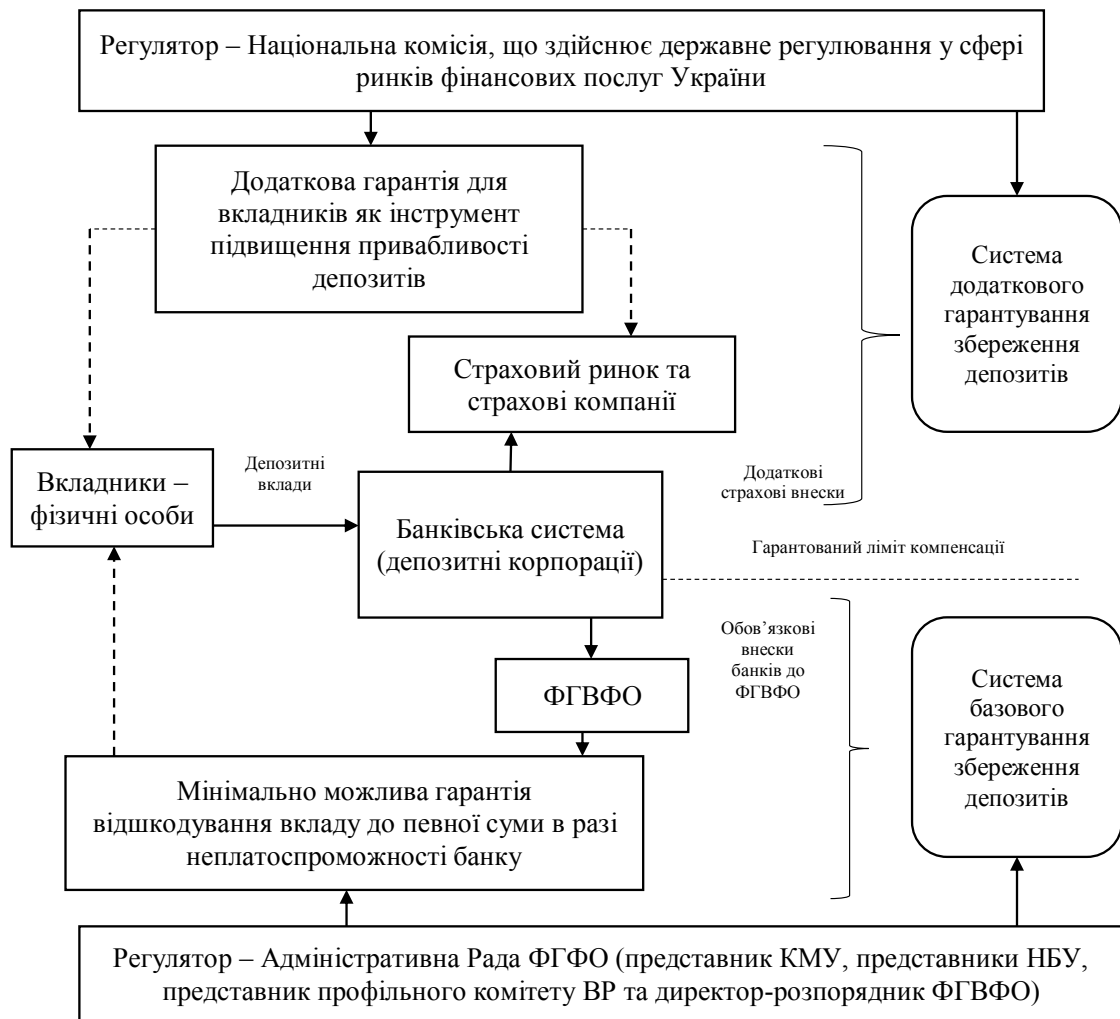 Регулятор – Національна комісія, що здійснює державне регулювання у сфері
ринків фінансових послуг України
Додаткова гарантія для
вкладників як інструмент
підвищення привабливості
депозитів
Система
додаткового
гарантування
збереження
депозитів
Страховий ринок та
страхові компанії
Вкладники –
фізичні особи
Депозитні
вклади
Додаткові
страхові внески
Банківська система
(депозитні корпорації)
Гарантований ліміт компенсації
Обов’язкові
внески
банків до
ФГВФО
ФГВФО
Система
базового
гарантування
збереження
депозитів
Мінімально можлива гарантія
відшкодування вкладу до певної суми в разі
неплатоспроможності банку
Регулятор – Адміністративна Рада ФГФО (представник КМУ, представники НБУ,
представник профільного комітету ВР та директор-розпорядник ФГВФО)